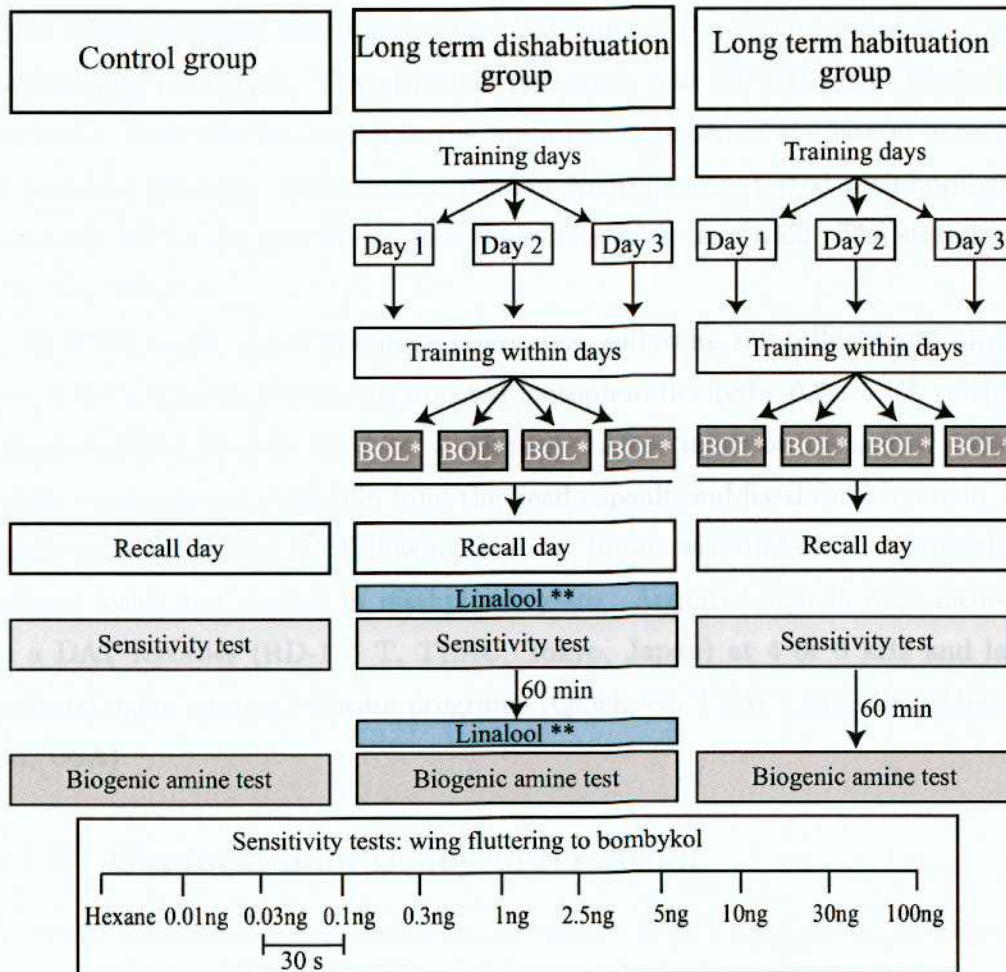 Control group
Long term dishabituation
group
Long term habituation
group
Training days
Training days
Day 1
Day 2
Day 3
Day 1
Day 2
Day 3
Training within days
Training within days
BOL*
BOL*
BOL*
BOL*
BOL*
BOL*
BOL*
BOL*
Recall day
Recall day
Recall day
Linalool **
Sensitivity test
Sensitivity test
Sensitivity test
60 min
60 min
Linalool **
Biogenic amine test
Biogenic amine test
Biogenic amine test
Sensitivity tests: wing fluttering to bombykol
Hexane 0.01ng 0.03ng 0.1ng 0.3ng 1ng 2.5ng 5ng 10ng 30ng 100ng
30 s